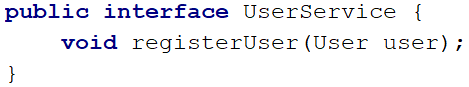 public interface UserService {
    void registerUser(User user);
}